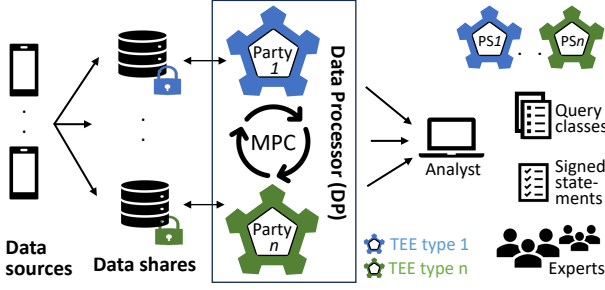 Data
sources
Data shares
Party
1
MPC
Party
n
Data Processor (DP)
TEE type 1
TEE type n
Analyst
PS1
PSn
Query
classes
Signed
state-
ments
Experts